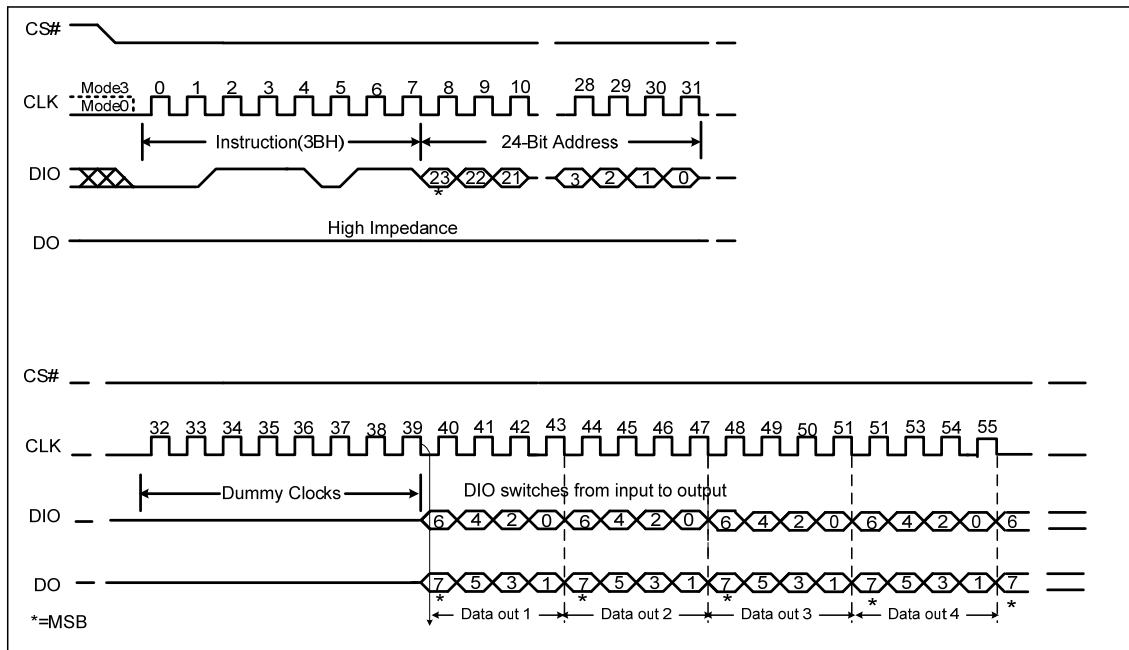 CS#
Mode3
Mode0
CLK
0 1 2 3 4 5 6 7 8 9 10 28 29 30 31
Instruction(3BH) 24-Bit Address
DIO
23 22 21 3 2 1 0
*
High Impedance
DO
CS#
CLK
32 33 34 35 36 37 38 39 40 41 42 43 44 45 46 47 48 49 50 51 51 53 54 55
Dummy Clocks DIO switches from input to output
DIO
6 4 2 0 6 4 2 0 6 4 2 0 6 4 2 0 6
DO
7 5 3 1 7 5 3 1 7 5 3 1 7 5 3 1 7
* * * * *
Data out 1 Data out 2 Data out 3 Data out 4
*=MSB